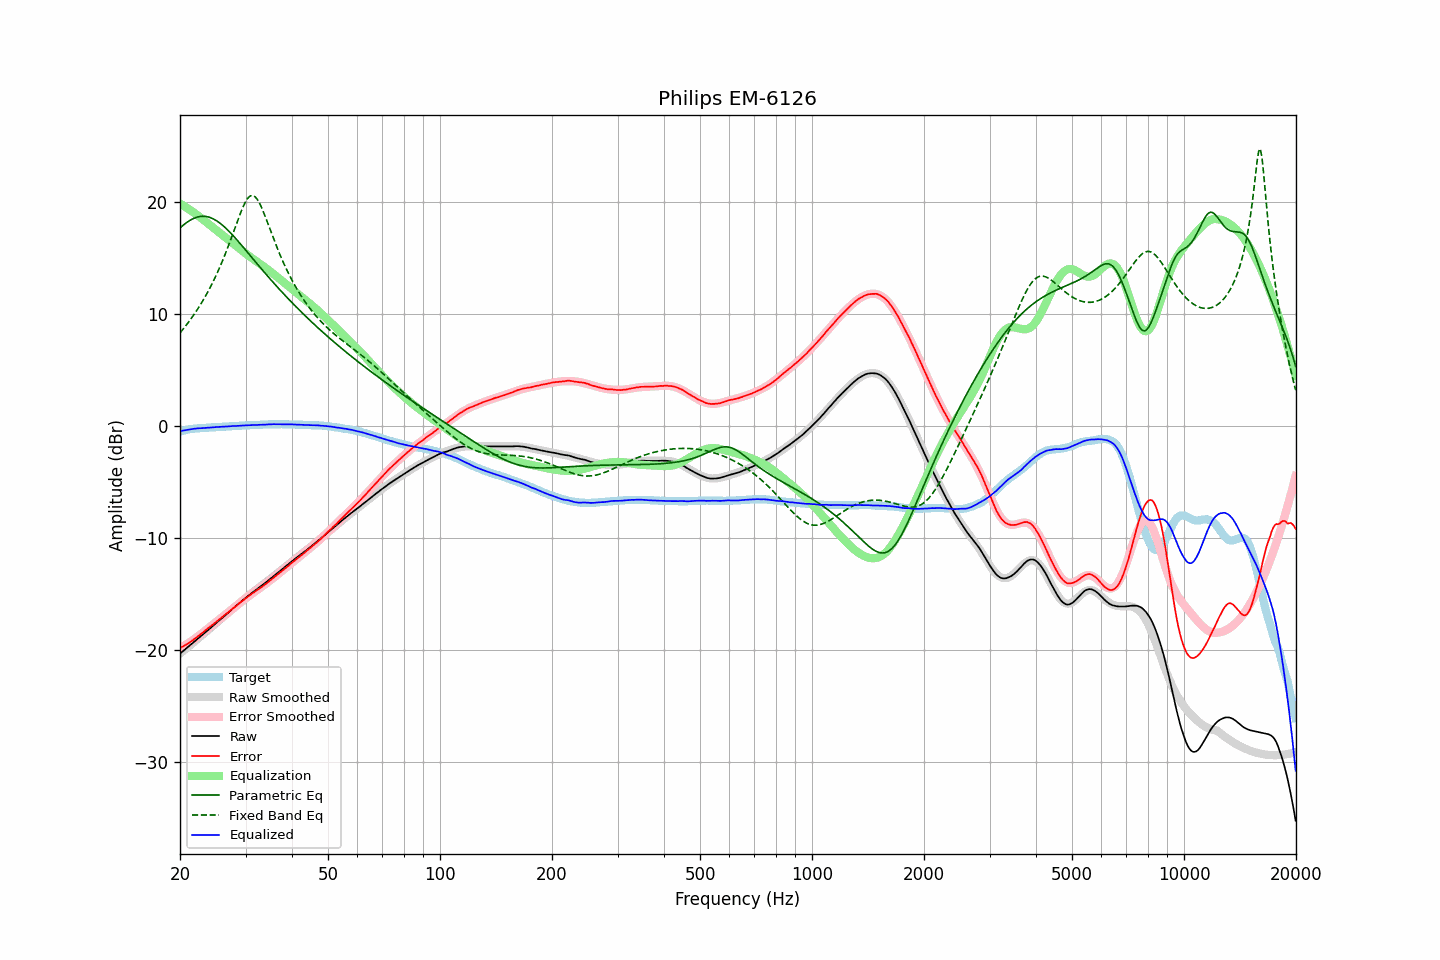 Philips EM-6126
Amplitude (dBr)
20
10
0
−10
−20
−30
Target
Raw Smoothed
Error Smoothed
Raw
Error
Equalization
Parametric Eq
Fixed Band Eq
Equalized
20 50 100 200 500 1000 2000 5000 10000 20000
Frequency (Hz)